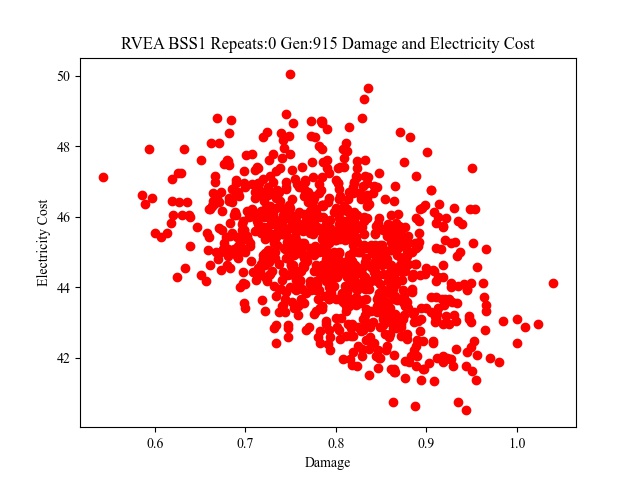 RVEA BSS1 Repeats:0 Gen:915 Damage and Electricity Cost
50
48
46
44
42
Electricity Cost
0.6 0.7 0.8 0.9 1.0
Damage